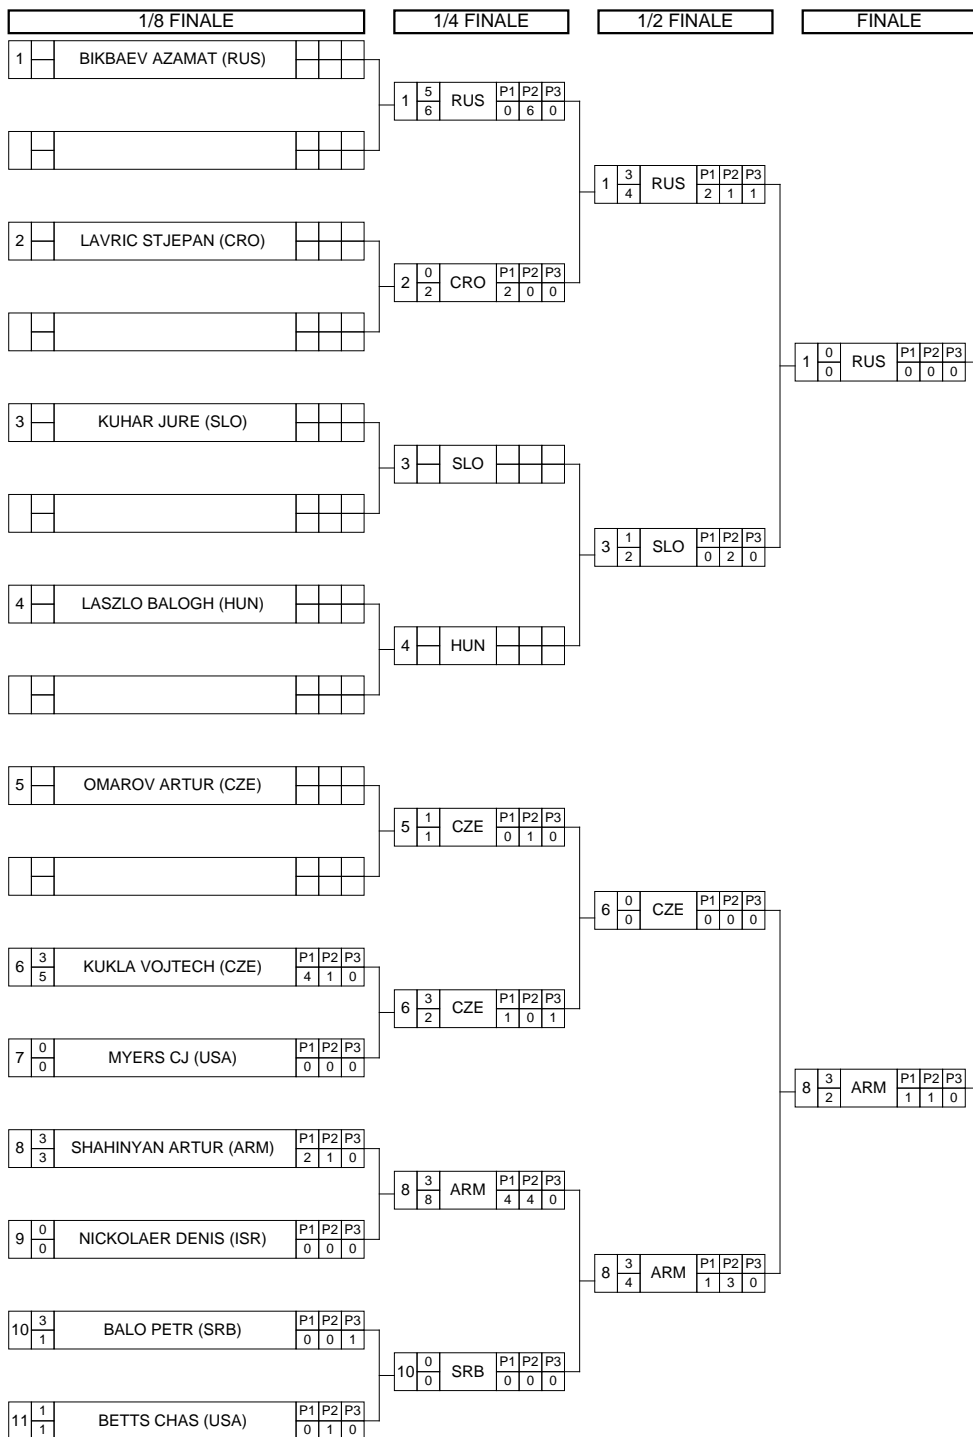 1/8 FINALE 1/4 FINALE 1/2 FINALE FINALE
1 BIKBAEV AZAMAT (RUS)
1 5 6 RUS P1 P2 P3 0 6 0
1 3 4 RUS P1 P2 P3 2 1 1
2 LAVRIC STJEPAN (CRO)
2 0 2 CRO P1 P2 P3 2 0 0
1 0 0 RUS P1 P2 P3 0 0 0
3 KUHAR JURE (SLO)
3 SLO
3 1 2 SLO P1 P2 P3 0 2 0
4 LASZLO BALOGH (HUN)
4 HUN
5 OMAROV ARTUR (CZE)
5 1 1 CZE P1 P2 P3 0 1 0
6 0 0 CZE P1 P2 P3 0 0 0
6 3 5 KUKLA VOJTECH (CZE) P1 P2 P3 4 1 0
6 3 2 CZE P1 P2 P3 1 0 1
7 0 0 MYERS CJ (USA) P1 P2 P3 0 0 0
8 3 2 ARM P1 P2 P3 1 1 0
8 3 3 SHAHINYAN ARTUR (ARM) P1 P2 P3 2 1 0
8 3 8 ARM P1 P2 P3 4 4 0
9 0 0 NICKOLAER DENIS (ISR) P1 P2 P3 0 0 0
8 3 4 ARM P1 P2 P3 1 3 0
10 3 1 BALO PETR (SRB) P1 P2 P3 0 0 1
10 0 0 SRB P1 P2 P3 0 0 0
11 1 1 BETTS CHAS (USA) P1 P2 P3 0 1 0